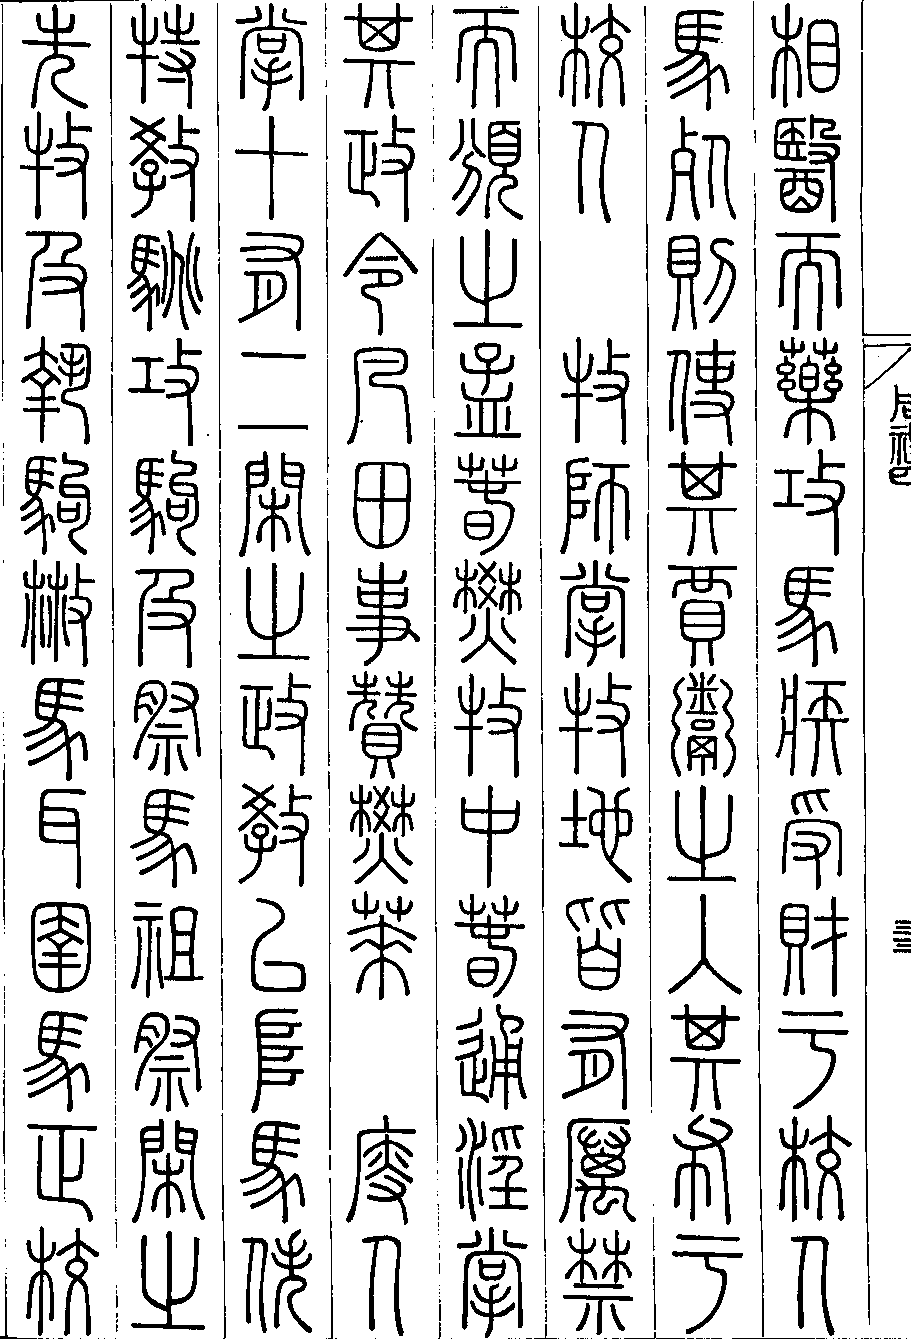 相醫而藥攻馬疾受財于校人
馬死則使其賈鬻之入其布于
校人 牧師掌牧地皆有厲禁
而頒之孟春焚牧中春通淫掌
其政令凡田事贊焚萊 廋人
掌十有二閑之政教以阜馬佚
特教駣攻駒及祭馬祖祭閑之
先牧及執駒散馬耳圉馬正校